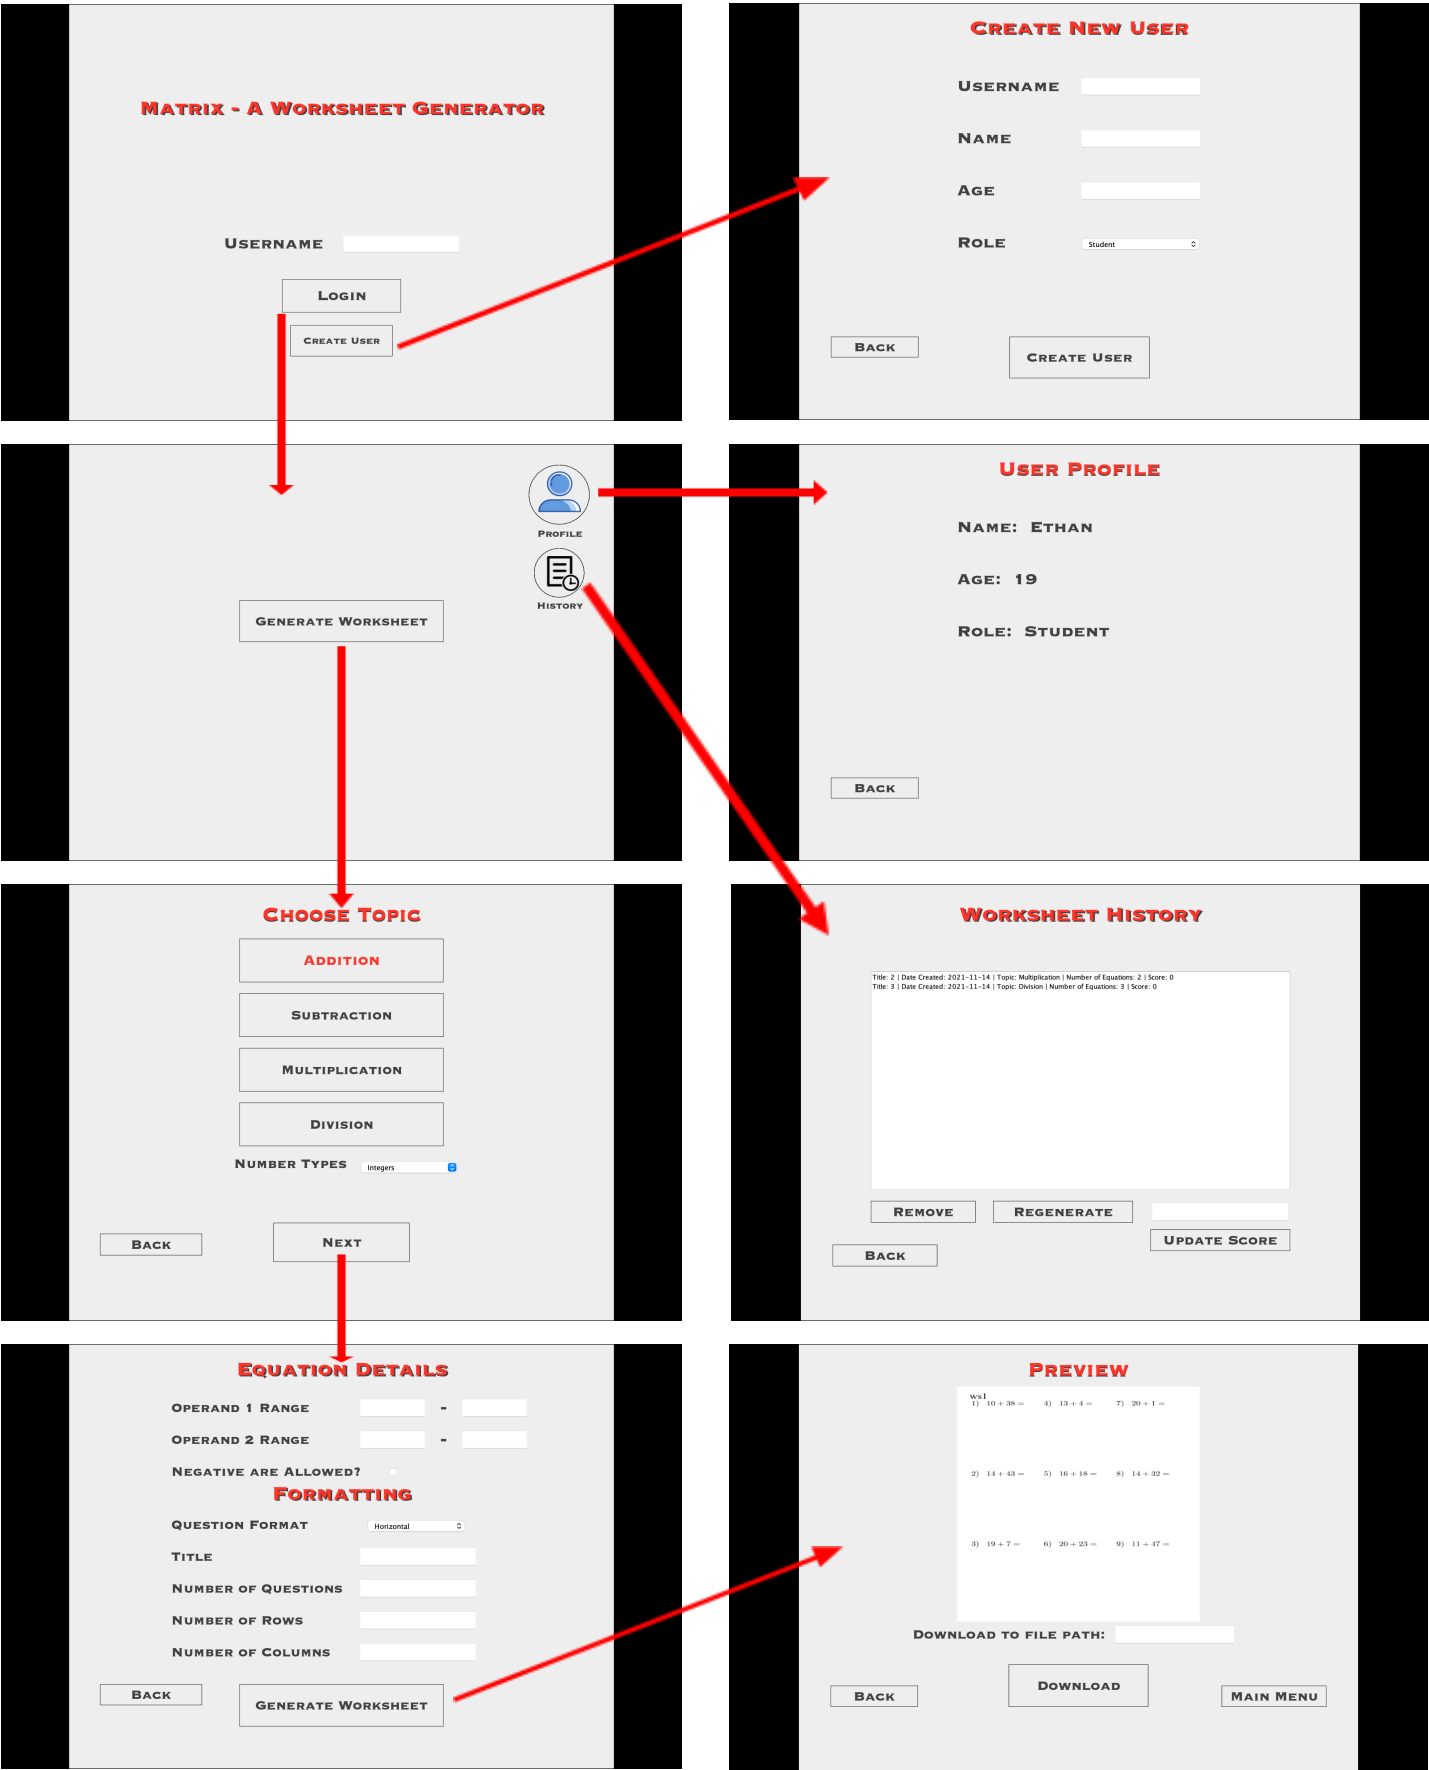 Matrix - A Worksheet Generator
Username
Login
Create User
Create New User
Username
Name
Age
Role Student
Back
Create User
Profile
History
Generate Worksheet
User Profile
Name: Ethan
Age: 19
Role: Student
Back
Choose Topic
Addition
Subtraction
Multiplication
Division
Number Types Integers
Back
Next
Worksheet History
Title: 2 | Date Created: 2021-11-14 | Topic: Multiplication | Number of Equations: 2 | Score: 0
Title: 3 | Date Created: 2021-11-14 | Topic: Division | Number of Equations: 3 | Score: 0
Remove Regenerate
Update Score
Back
Equation Details
Operand 1 Range -
Operand 2 Range -
Negative are Allowed?
Formatting
Question Format Horizontal
Title
Number of Questions
Number of Rows
Number of Columns
Back
Generate Worksheet
Preview
ws1
1) 10 + 38 = 4) 13 + 4 = 7) 20 + 1 =
2) 14 + 43 = 5) 16 + 18 = 8) 14 + 32 =
3) 19 + 7 = 6) 20 + 23 = 9) 11 + 47 =
Download to file path:
Download
Back
Main Menu